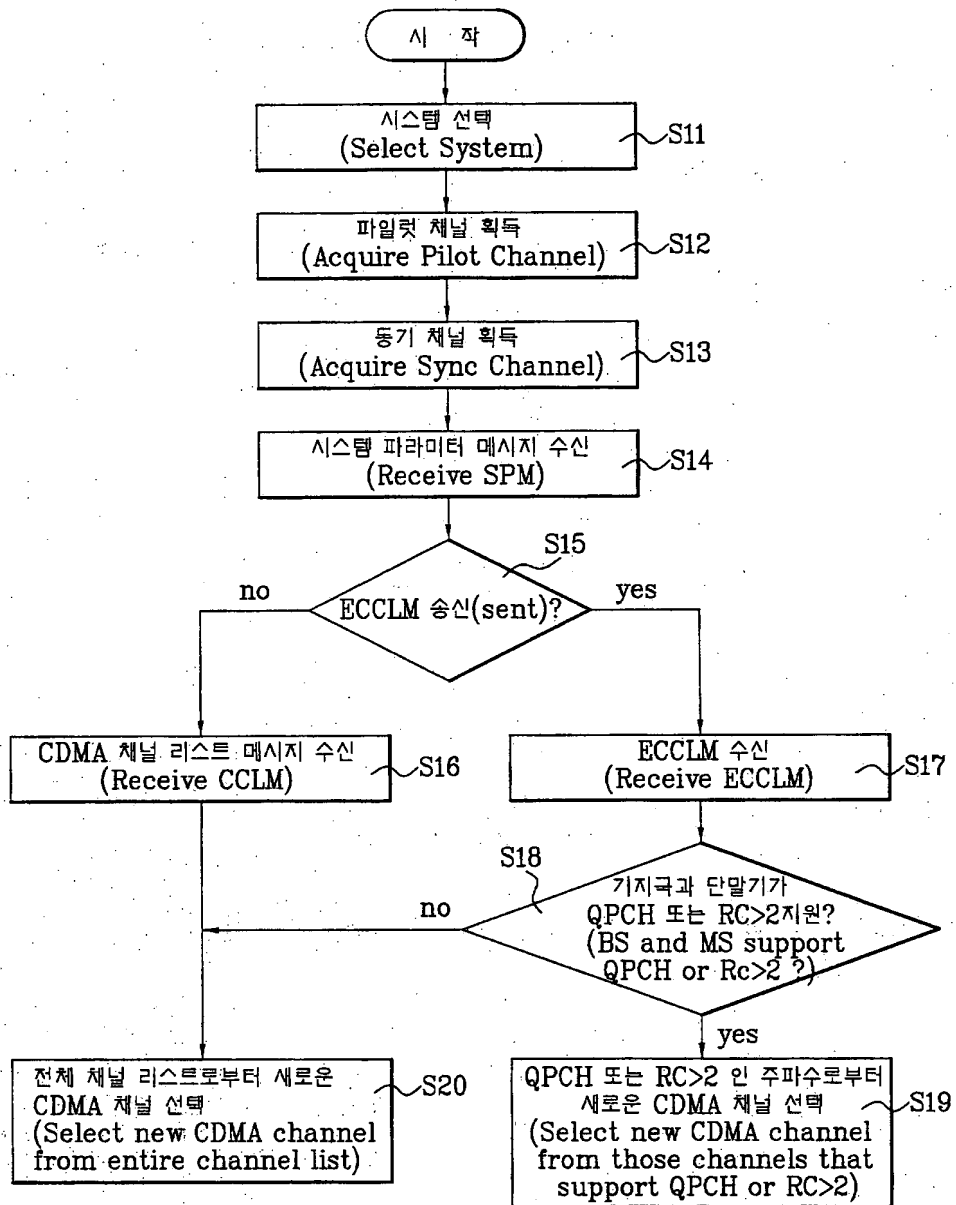 시 작
시스템 선택
(Select System)
S11
파일럿 채널 획득
(Acquire Pilot Channel)
S12
동기 채널 획득
(Acquire Sync Channel)
S13
시스템 파라미터 메시지 수신
(Receive SPM)
S14
S15
no
ECCLM 송신(sent)?
yes
CDMA 채널 리스트 메시지 수신
(Receive CCLM)
S16
ECCLM 수신
(Receive ECCLM)
S17
S18
no
기지국과 단말기가
QPCH 또는 RC>2지원?
(BS and MS support
QPCH or Rc>2 ?)
yes
전체 채널 리스트로부터 새로운
CDMA 채널 선택
(Select new CDMA channel
from entire channel list)
S20
QPCH 또는 RC>2 인 주파수로부터
새로운 CDMA 채널 선택
(Select new CDMA channel
from those channels that
support QPCH or RC>2)
S19